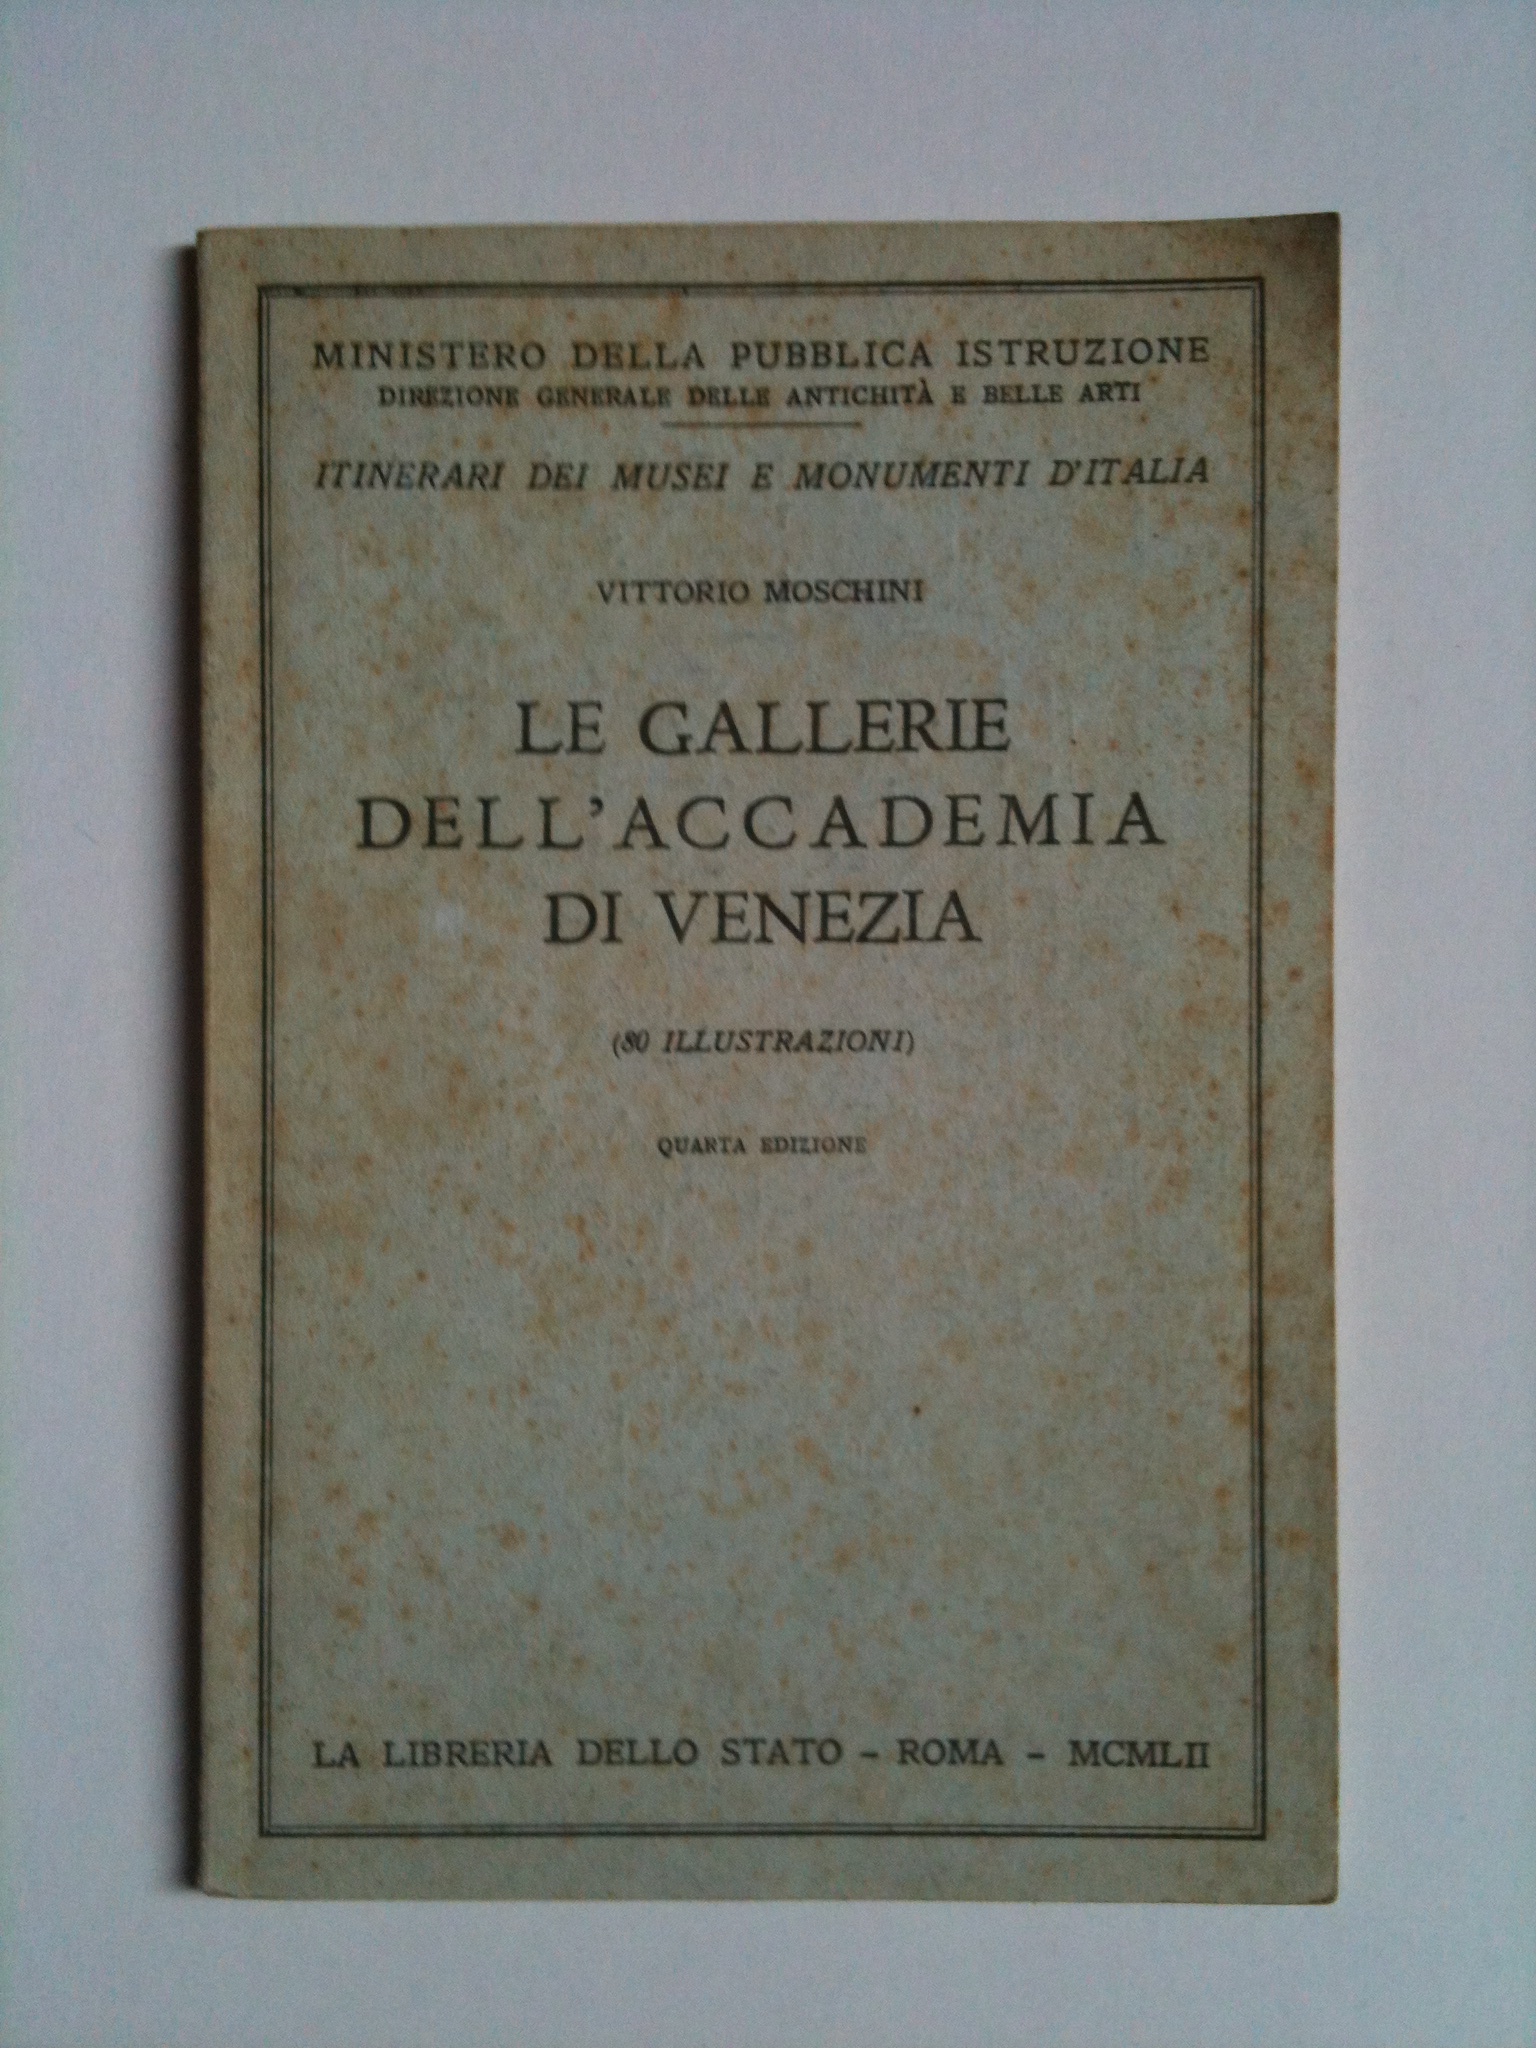 MINISTERO DELLA PUBBLICA ISTRUZIONE
DIREZIONE GENERALE DELLE ANTICHITÀ E BELLE ARTI
ITINERARI DEI MUSEI E MONUMENTI D'ITALIA
VITTORIO MOSCHINI
LE GALLERIE
DELL'ACCADEMIA
DI VENEZIA
(80 ILLUSTRAZIONI)
QUARTA EDIZIONE
LA LIBRERIA DELLO STATO – ROMA – MCMLII